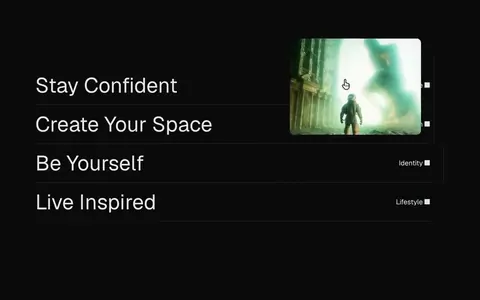 Stay Confident
Create Your Space
Be Yourself
Identity
Live Inspired
Lifestyle